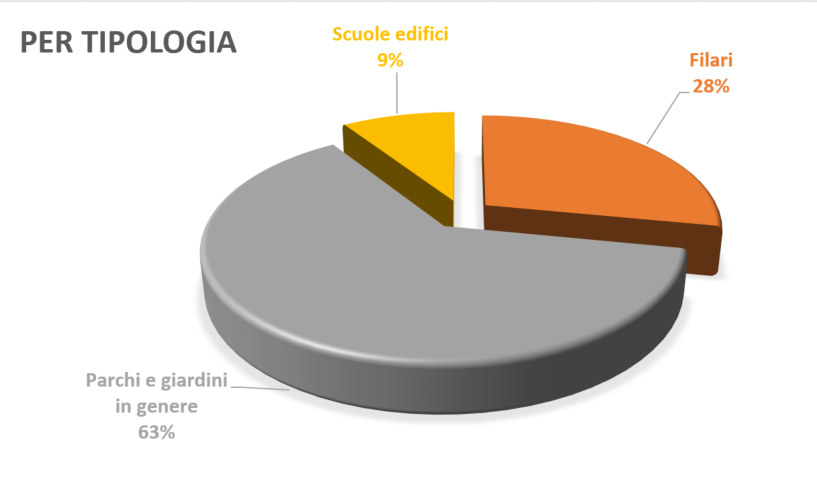 PER TIPOLOGIA
Scuole edifici
9%
Filari
28%
Parchi e giardini
in genere
63%